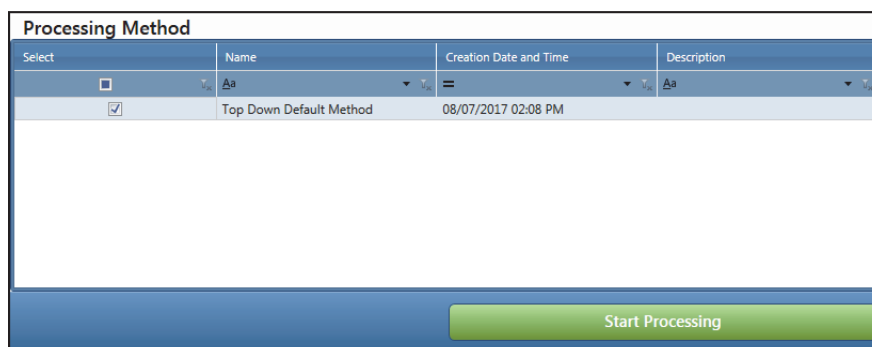 Processing Method
Select Name Creation Date and Time Description
Aa = Aa
Top Down Default Method 08/07/2017 02:08 PM
Start Processing